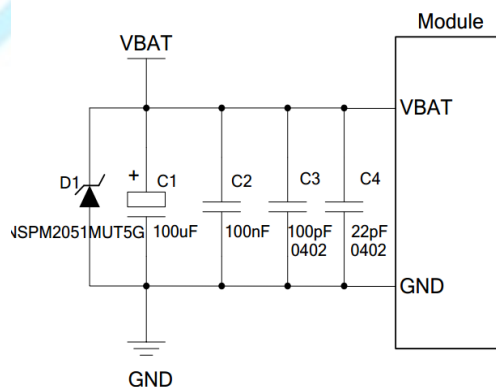 Module
VBAT
VBAT
D1
+
C1
C2
C3
C4
NSPM2051MUT5G
100uF
100nF
100pF
0402
22pF
0402
GND
GND